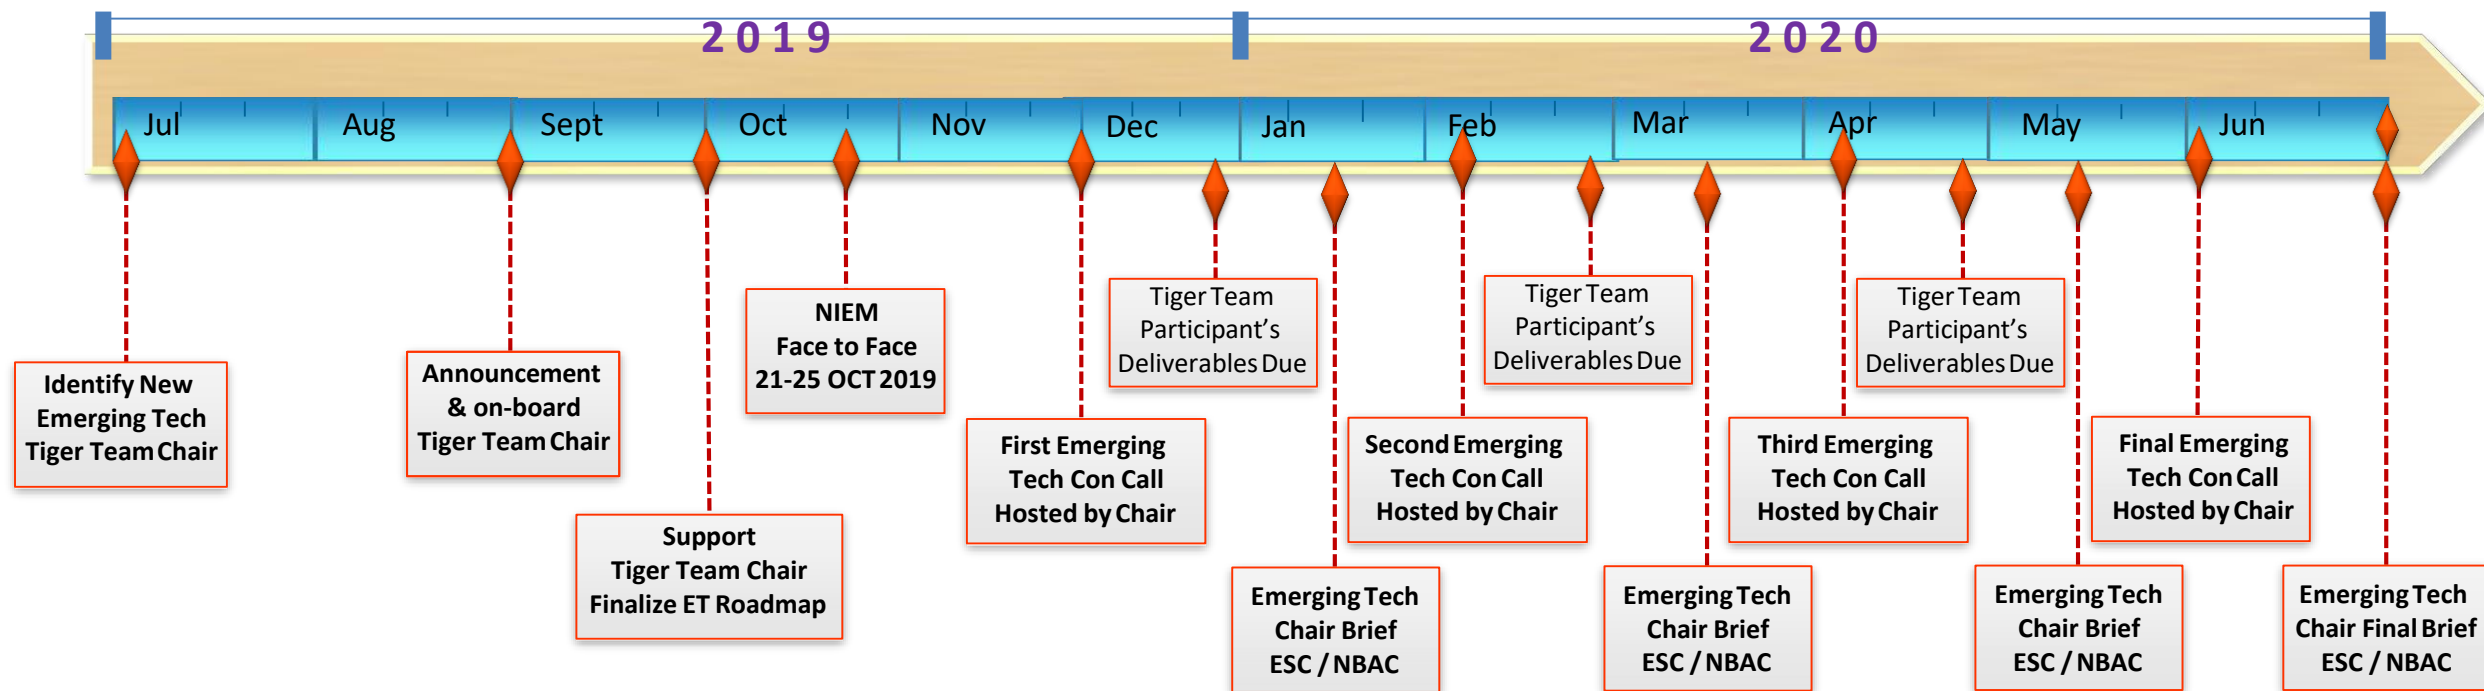 2019
2020
Jul
Aug
Sept
Oct
Nov
Dec
Jan
Feb
Mar
Apr
May
Jun
Identify New
Emerging Tech
Tiger Team Chair
Announcement
& on-board
Tiger Team Chair
Support
Tiger Team Chair
Finalize ET Roadmap
NIEM
Face to Face
21-25 OCT 2019
First Emerging
Tech Con Call
Hosted by Chair
Tiger Team
Participant's
Deliverables Due
Emerging Tech
Chair Brief
ESC / NBAC
Second Emerging
Tech Con Call
Hosted by Chair
Tiger Team
Participant's
Deliverables Due
Emerging Tech
Chair Brief
ESC / NBAC
Third Emerging
Tech Con Call
Hosted by Chair
Tiger Team
Participant's
Deliverables Due
Emerging Tech
Chair Brief
ESC / NBAC
Final Emerging
Tech Con Call
Hosted by Chair
Emerging Tech
Chair Final Brief
ESC / NBAC